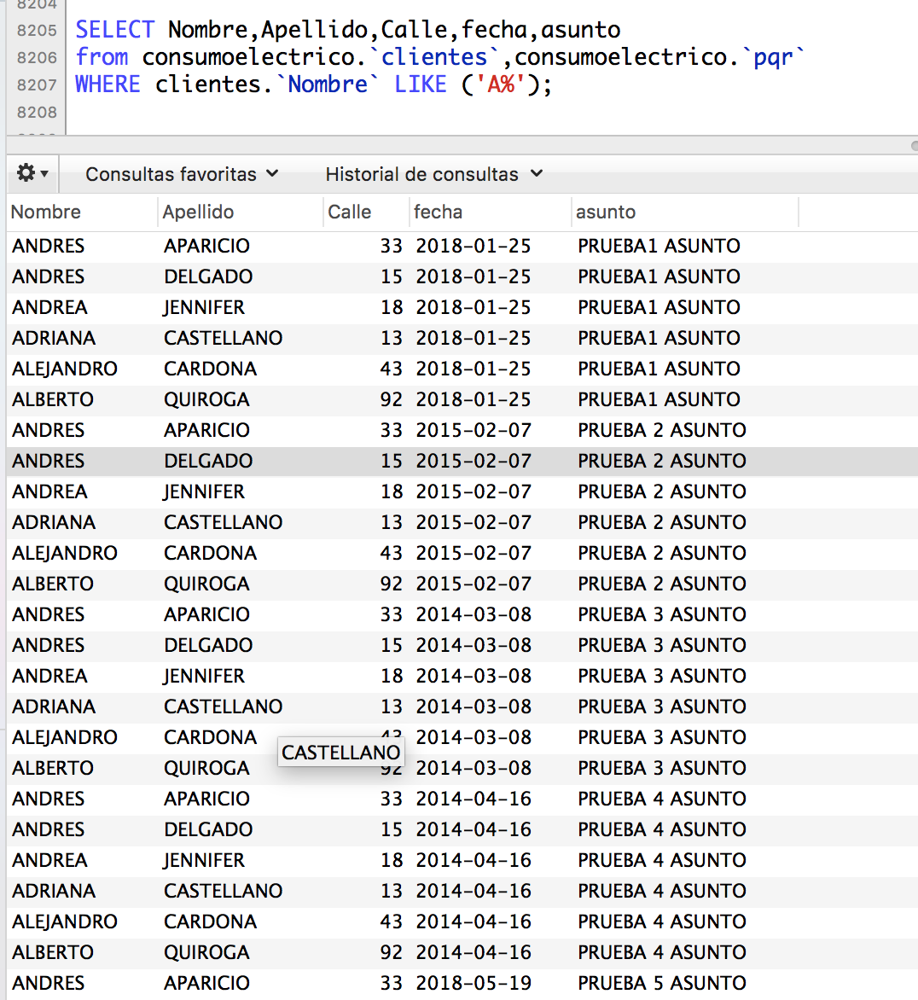 8204
8205 SELECT Nombre,Apellido,Calle,fecha,asunto
8206 from consumoelectrico.`clientes`,consumoelectrico.`pqr`
8207 WHERE clientes.`Nombre` LIKE ('A%');
8208
Consultas favoritas Historial de consultas
Nombre Apellido Calle fecha asunto
ANDRES APARICIO 33 2018-01-25 PRUEBA1 ASUNTO
ANDRES DELGADO 15 2018-01-25 PRUEBA1 ASUNTO
ANDREA JENNIFER 18 2018-01-25 PRUEBA1 ASUNTO
ADRIANA CASTELLANO 13 2018-01-25 PRUEBA1 ASUNTO
ALEJANDRO CARDONA 43 2018-01-25 PRUEBA1 ASUNTO
ALBERTO QUIROGA 92 2018-01-25 PRUEBA1 ASUNTO
ANDRES APARICIO 33 2015-02-07 PRUEBA 2 ASUNTO
ANDRES DELGADO 15 2015-02-07 PRUEBA 2 ASUNTO
ANDREA JENNIFER 18 2015-02-07 PRUEBA 2 ASUNTO
ADRIANA CASTELLANO 13 2015-02-07 PRUEBA 2 ASUNTO
ALEJANDRO CARDONA 43 2015-02-07 PRUEBA 2 ASUNTO
ALBERTO QUIROGA 92 2015-02-07 PRUEBA 2 ASUNTO
ANDRES APARICIO 33 2014-03-08 PRUEBA 3 ASUNTO
ANDRES DELGADO 15 2014-03-08 PRUEBA 3 ASUNTO
ANDREA JENNIFER 18 2014-03-08 PRUEBA 3 ASUNTO
ADRIANA CASTELLANO 13 2014-03-08 PRUEBA 3 ASUNTO
ALEJANDRO CARDONA 43 2014-03-08 PRUEBA 3 ASUNTO
CASTELLANO
ALBERTO QUIROGA 92 2014-03-08 PRUEBA 3 ASUNTO
ANDRES APARICIO 33 2014-04-16 PRUEBA 4 ASUNTO
ANDRES DELGADO 15 2014-04-16 PRUEBA 4 ASUNTO
ANDREA JENNIFER 18 2014-04-16 PRUEBA 4 ASUNTO
ADRIANA CASTELLANO 13 2014-04-16 PRUEBA 4 ASUNTO
ALEJANDRO CARDONA 43 2014-04-16 PRUEBA 4 ASUNTO
ALBERTO QUIROGA 92 2014-04-16 PRUEBA 4 ASUNTO
ANDRES APARICIO 33 2018-05-19 PRUEBA 5 ASUNTO